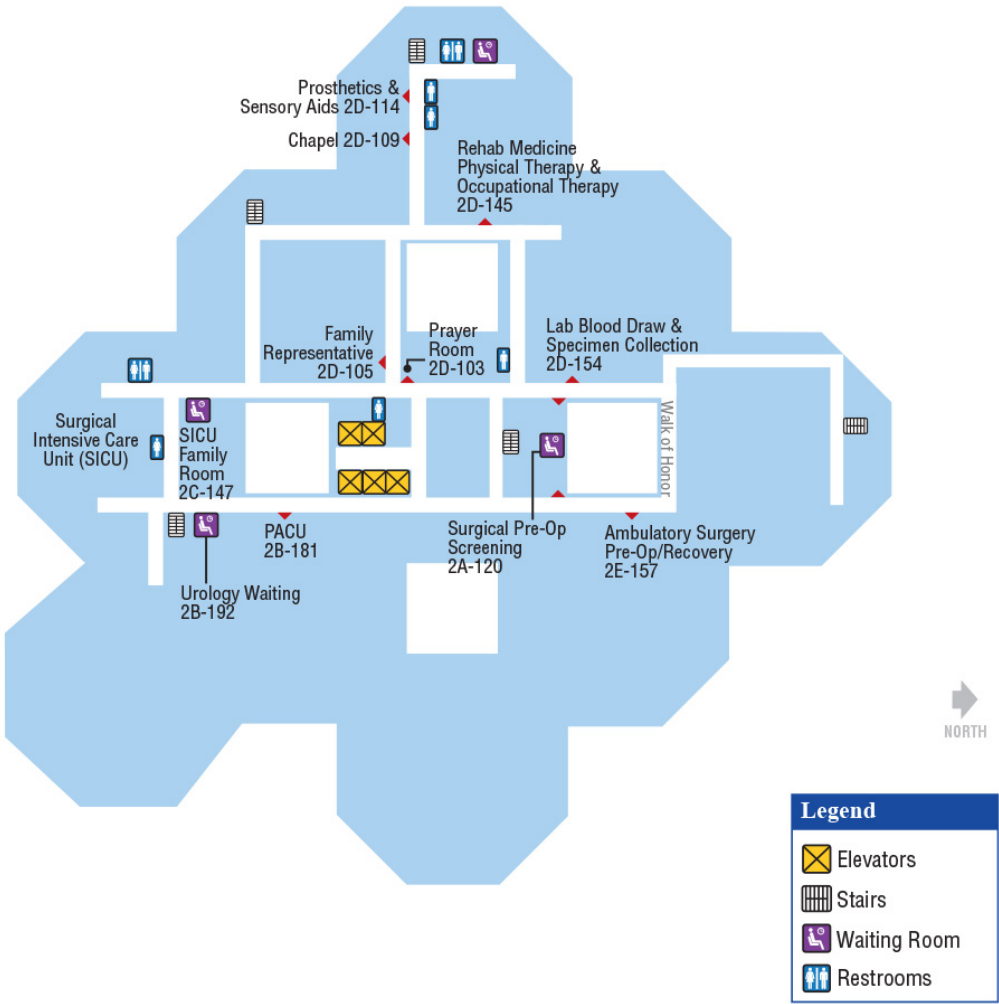 Prosthetics &
Sensory Aids 2D-114
Chapel 2D-109
Rehab Medicine
Physical Therapy &
Occupational Therapy
2D-145
Family
Representative
2D-105
Prayer
Room
2D-103
Lab Blood Draw &
Specimen Collection
2D-154
Surgical
Intensive Care
Unit (SICU)
SICU
Family
Room
2C-147
Walk of Honor
PACU
2B-181
Surgical Pre-Op
Screening
2A-120
Ambulatory Surgery
Pre-Op/Recovery
2E-157
Urology Waiting
2B-192
NORTH
Legend
Elevators
Stairs
Waiting Room
Restrooms